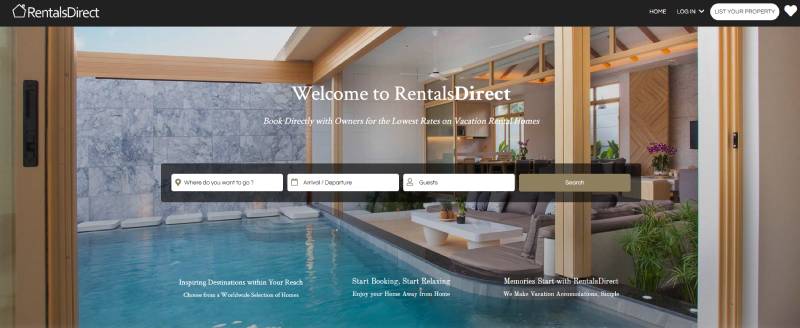 RentalsDirect
HOME LOG IN LIST YOUR PROPERTY
Welcome to RentalsDirect
Book Directly with Owners for the Lowest Rates on Vacation Rental Homes
Where do you want to go ? Arrival / Departure Guests Search
Inspiring Destinations within Your Reach
Choose from a Worldwide Selection of Homes
Start Booking, Start Relaxing
Enjoy your Home Away from Home
Memories Start with RentalsDirect
We Make Vacation Accomodations, Simple